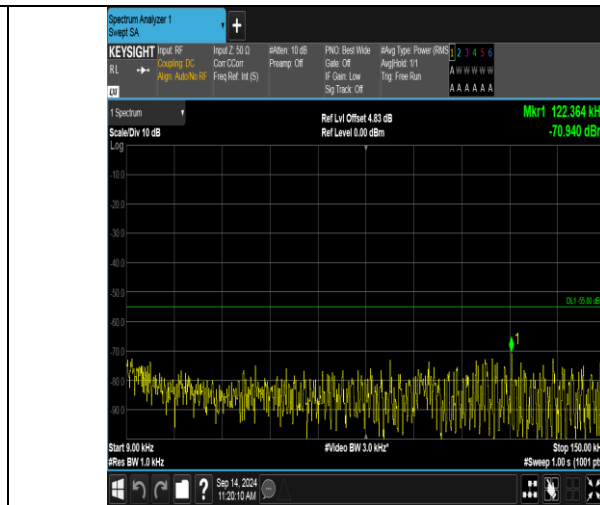 Spectrum Analyzer 1
Swept SA
+
KEYSIGHT Input: RF Input Z: 50 Ω #Atten: 10 dB PNO: Best Wide #Avg Type: Power (RMS 1 2 3 4 5 6
RL Coupling: DC Corr CCorr Preamp: Off Gate: Off Avg|Hold: 1/1 A W W W W W
Align: Auto/No RF Freq Ref: Int (S) IF Gain: Low Trig: Free Run
Sig Track: Off A A A A A A
1 Spectrum Ref Lvl Offset 4.83 dB Mkr1 122.364 kH
Scale/Div 10 dB Ref Level 0.00 dBm -70.940 dBr
Log
-10.0
-20.0
-30.0
-40.0
-50.0
DL1 -55.00 dB
-60.0
1
-70.0
-80.0
-90.0
Start 9.00 kHz #Video BW 3.0 kHz* Stop 150.00 kH
#Res BW 1.0 kHz #Sweep 1.00 s (1001 pt
? Sep 14, 2024
11:20:10 AM